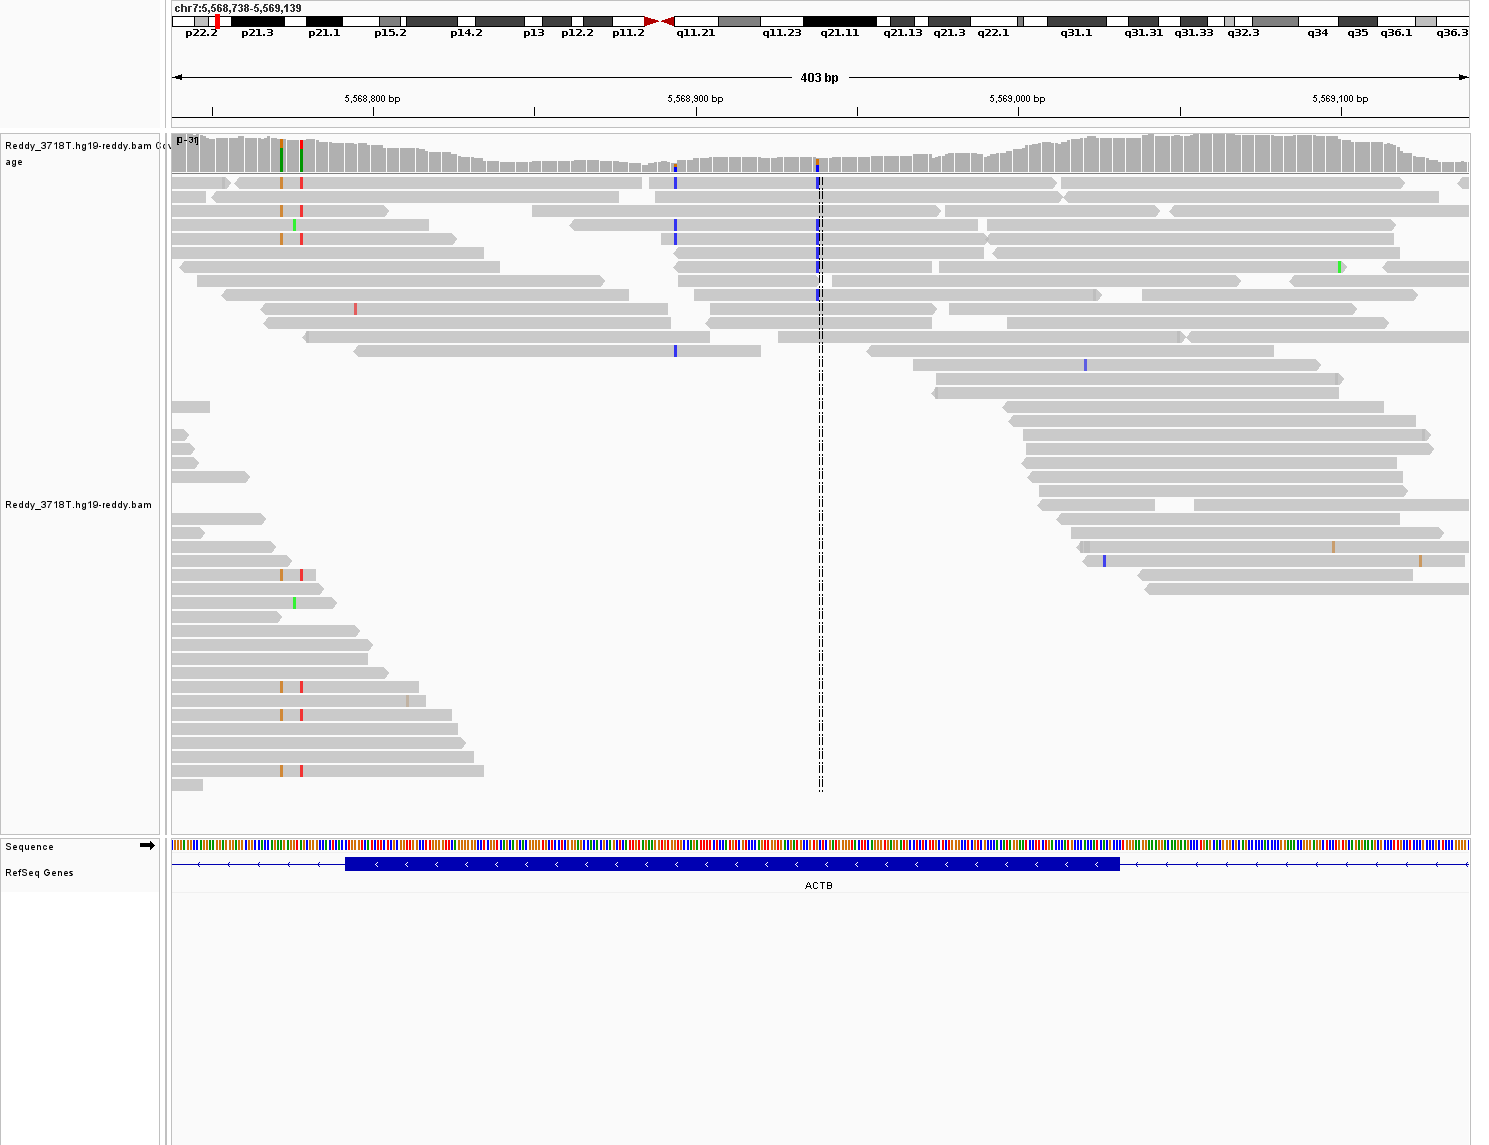 chr7:5,568,738-5,569,139
p22.2 p21.3 p21.1 p15.2 p14.2 p13 p12.2 p11.2 q11.21 q11.23 q21.11 q21.13 q21.3 q22.1 q31.1 q31.31 q31.33 q32.3 q34 q35 q36.1 q36.3
403 bp
5,568,800 bp 5,568,900 bp 5,569,000 bp 5,569,100 bp
Reddy_3718T.hg19-reddy.bam Cov
age
[0-31]
Reddy_3718T.hg19-reddy.bam
Sequence
RefSeq Genes
ACTB